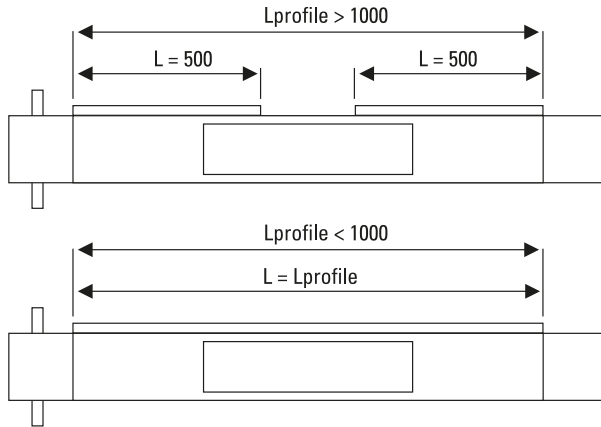 Lprofile > 1000
L = 500 L = 500
Lprofile < 1000
L = Lprofile